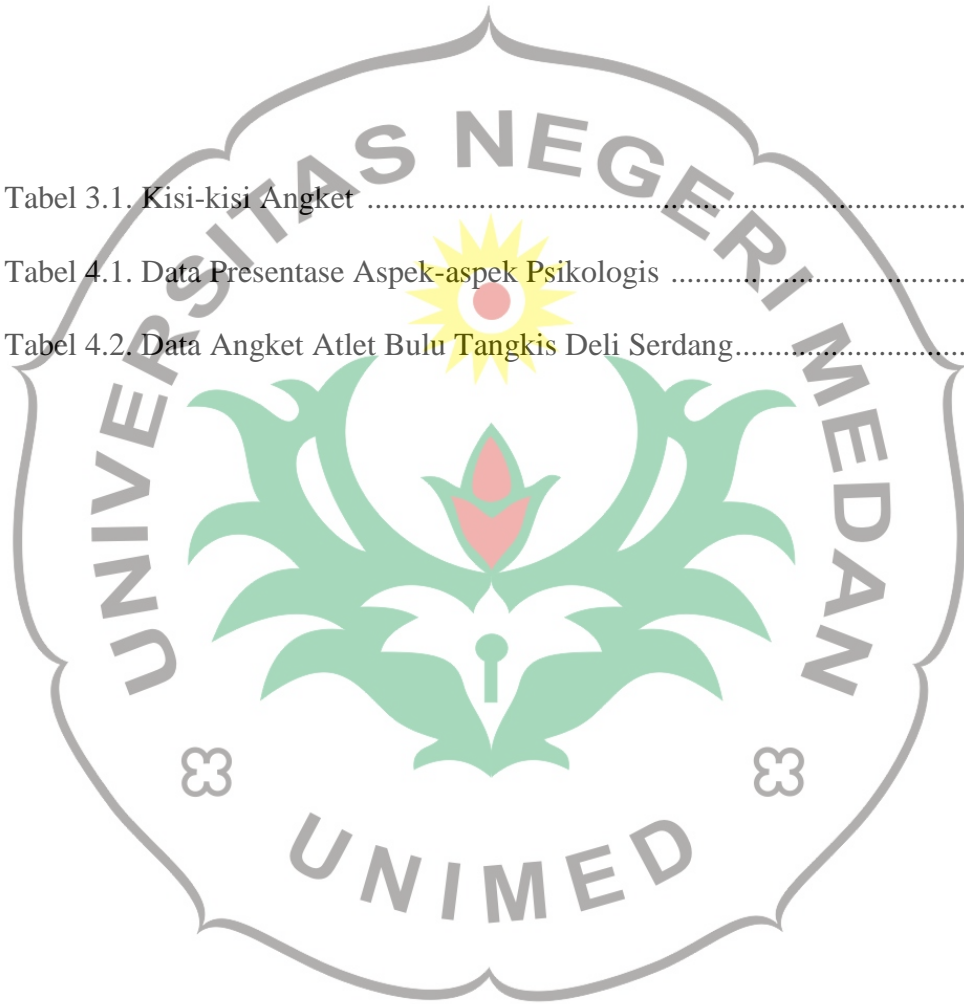 UNIVERSITAS NEGERI MEDAN
Tabel 3.1. Kisi-kisi Angket ...........................................................................
Tabel 4.1. Data Presentase Aspek-aspek Psikologis .....................................
Tabel 4.2. Data Angket Atlet Bulu Tangkis Deli Serdang.............................
UNIMED